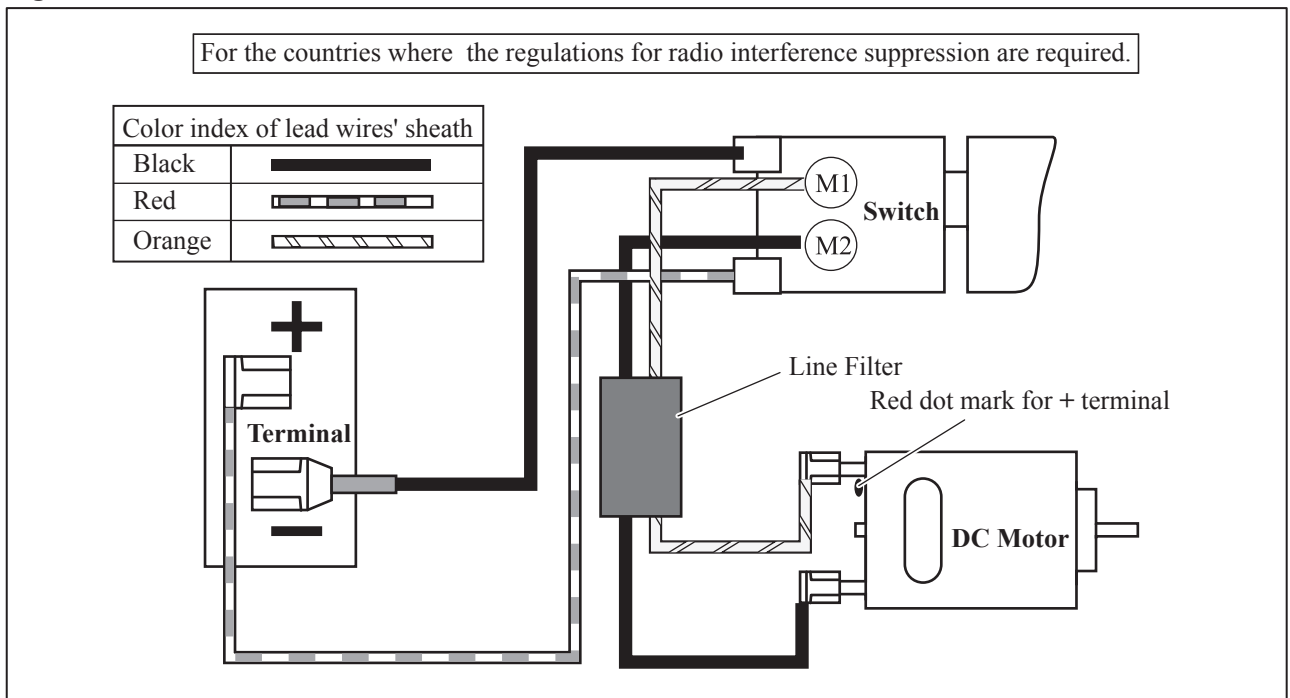 For the countries where the regulations for radio interference suppression are required.
Color index of lead wires' sheath
Black
Red
Orange
M1
Switch
M2
+
Line Filter
Red dot mark for + terminal
Terminal
−
DC Motor